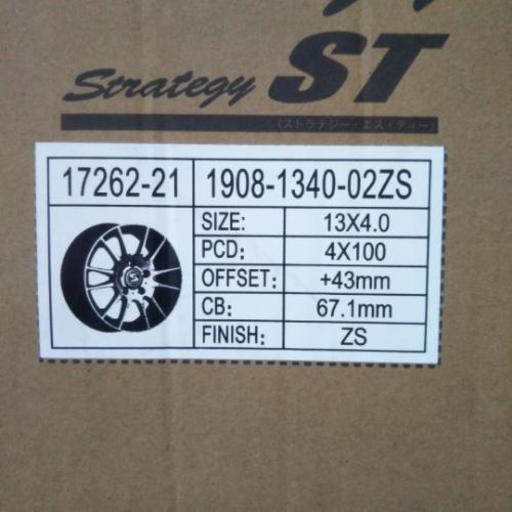 Strategy ST
(ストラテジー・エス・ティー)
17262-21 1908-1340-02ZS
SIZE: 13X4.0
PCD: 4X100
OFFSET: +43mm
CB: 67.1mm
FINISH: ZS